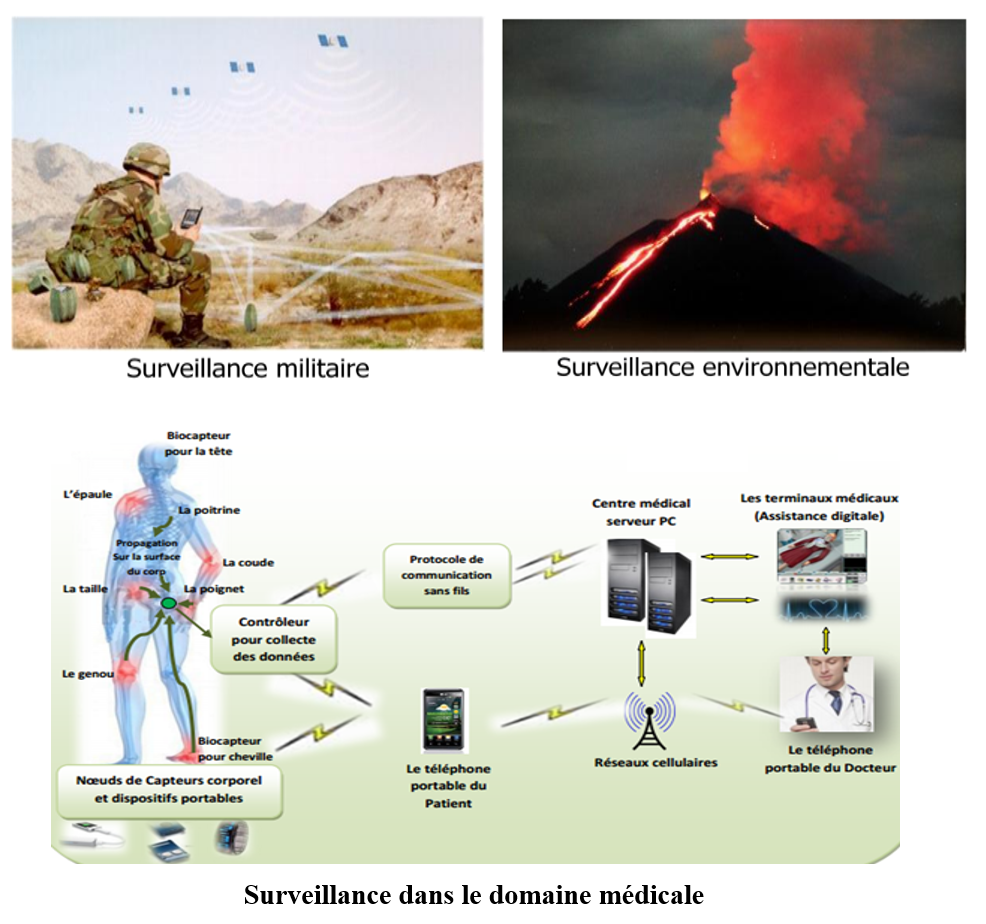 Surveillance militaire
Surveillance environnementale
Biocapteur
pour la tête
L'épaule
La poitrine
Propagation
Sur la surface
du corp
La coude
La taille
La poignet
Contrôleur
pour collecte
des données
Le genou
Biocapteur
pour cheville
Nœuds de Capteurs corporel
et dispositifs portables
Protocole de
communication
sans fils
Le téléphone
portable du
Patient
Centre médical
serveur PC
Réseaux cellulaires
Les terminaux médicaux
(Assistance digitale)
Le téléphone
portable du Docteur
Surveillance dans le domaine médicale